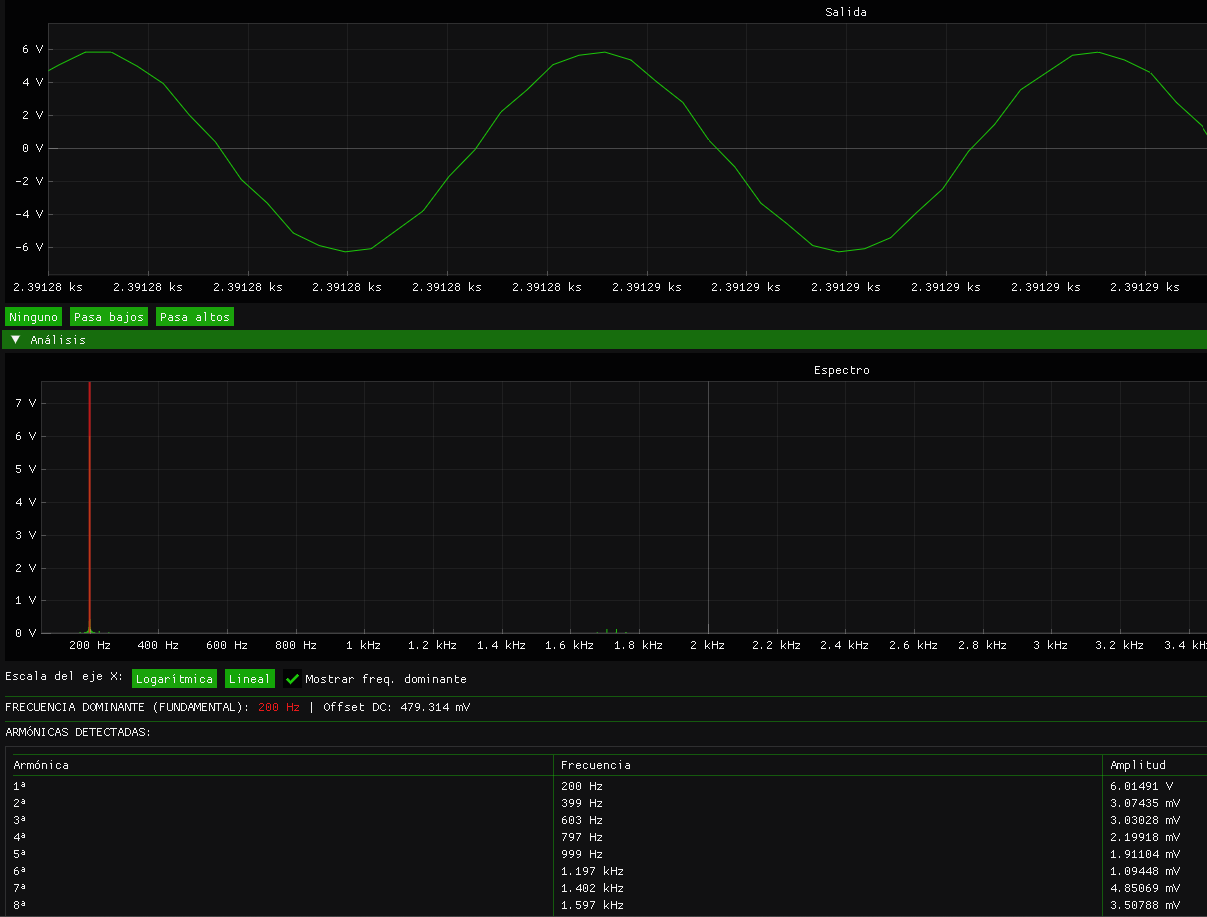 Salida
6 V
4 V
2 V
0 V
-2 V
-4 V
-6 V
2.39128 ks 2.39128 ks 2.39128 ks 2.39128 ks 2.39128 ks 2.39128 ks 2.39129 ks 2.39129 ks 2.39129 ks 2.39129 ks 2.39129 ks 2.39129 ks
Ninguno Pasa bajos Pasa altos
▼ Análisis
Espectro
7 V
6 V
5 V
4 V
3 V
2 V
1 V
0 V
200 Hz 400 Hz 600 Hz 800 Hz 1 kHz 1.2 kHz 1.4 kHz 1.6 kHz 1.8 kHz 2 kHz 2.2 kHz 2.4 kHz 2.6 kHz 2.8 kHz 3 kHz 3.2 kHz 3.4 kH
Escala del eje X: Logarítmica Lineal Mostrar freq. dominante
FRECUENCIA DOMINANTE (FUNDAMENTAL): 200 Hz | Offset DC: 479.314 mV
ARMÓNICAS DETECTADAS:
Armónica Frecuencia Amplitud
1ª 200 Hz 6.01491 V
2ª 399 Hz 3.07435 mV
3ª 603 Hz 3.03028 mV
4ª 797 Hz 2.19918 mV
5ª 999 Hz 1.91104 mV
6ª 1.197 kHz 1.09448 mV
7ª 1.402 kHz 4.85069 mV
8ª 1.597 kHz 3.50788 mV